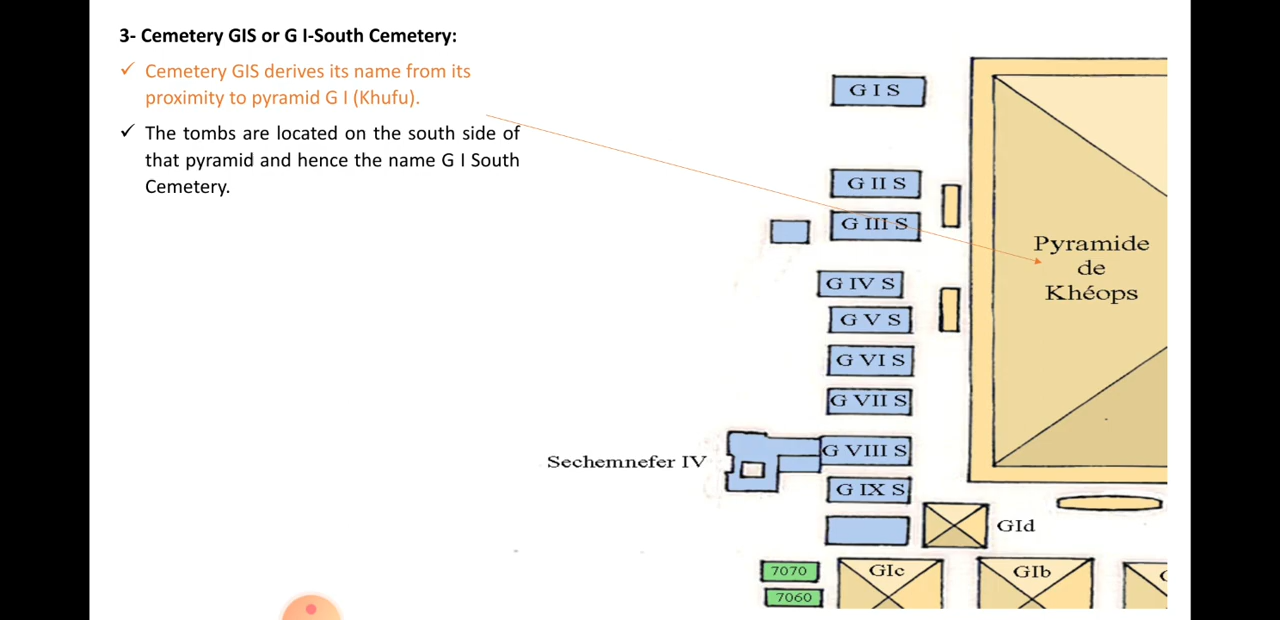 3- Cemetery GIS or G I-South Cemetery:
✓ Cemetery GIS derives its name from its
proximity to pyramid G I (Khufu).
✓ The tombs are located on the south side of
that pyramid and hence the name G I South
Cemetery.
G I S
G II S
G III S
Pyramide
de
Khéops
G IV S
G V S
G VI S
G VII S
G VIII S
Sechemnefer IV
G IX S
GId
7070
GIc
GIb
7060